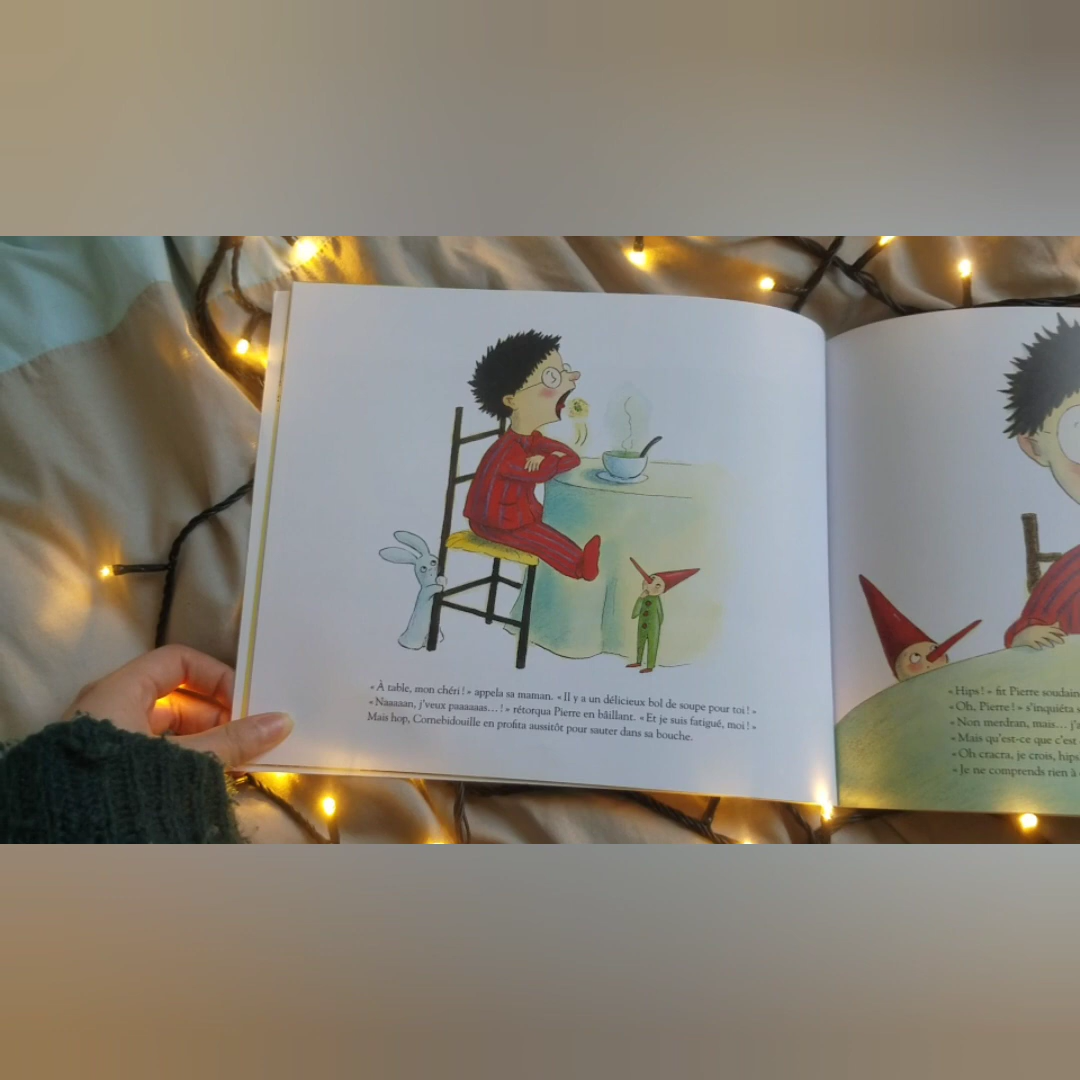 « À table, mon chéri ! » appela sa maman. « Il y a un délicieux bol de soupe pour toi ! »
« Naaaaan, j'veux paaaaaas… ! » rétorqua Pierre en bâillant. « Et je suis fatigué, moi ! »
Mais hop, Cornebidouille en profita aussitôt pour sauter dans sa bouche.
« Hips ! » fit Pierre soudain
« Oh, Pierre ! » s'inquiéta
« Non merdran, mais… j'a
« Mais qu'est-ce que c'est
« Oh cracra, je crois, hips
« Je ne comprends rien à